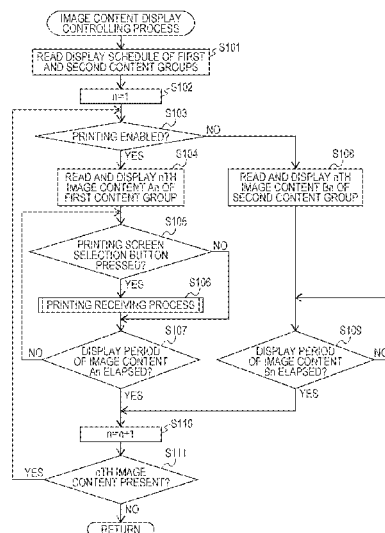 IMAGE CONTENT DISPLAY
CONTROLLING PROCESS
S101
READ DISPLAY SCHEDULE OF FIRST
AND SECOND CONTENT GROUPS
S102
n=1
S103
PRINTING ENABLED?
NO
YES
S104
READ AND DISPLAY nTH
IMAGE CONTENT An OF
FIRST CONTENT GROUP
S108
READ AND DISPLAY nTH
IMAGE CONTENT Bn OF
SECOND CONTENT GROUP
S105
PRINTING SCREEN
SELECTION BUTTON
PRESSED?
NO
YES
S106
PRINTING RECEIVING PROCESS
S107
DISPLAY PERIOD
OF IMAGE CONTENT
An ELAPSED?
NO
YES
S109
DISPLAY PERIOD
OF IMAGE CONTENT
Bn ELAPSED?
NO
YES
S110
n=n+1
S111
nTH IMAGE
CONTENT PRESENT?
YES
NO
RETURN